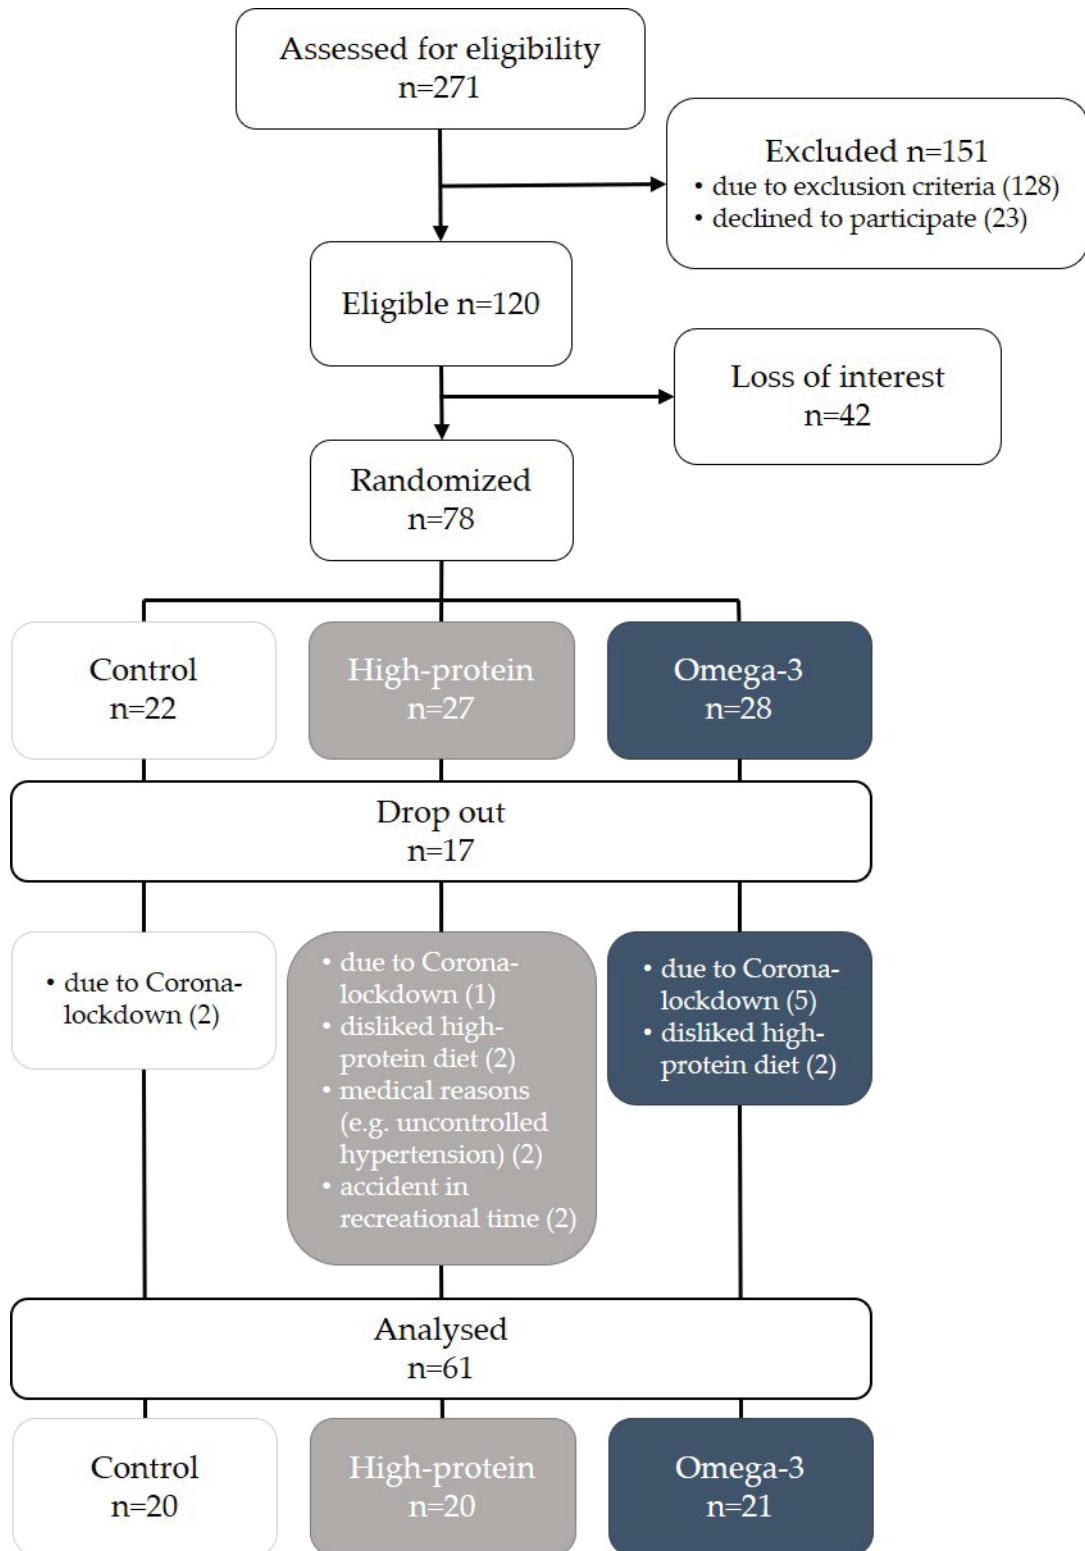 Assessed for eligibility
n=271
Excluded n=151
• due to exclusion criteria (128)
• declined to participate (23)
Eligible n=120
Loss of interest
n=42
Randomized
n=78
Control
n=22
High-protein
n=27
Omega-3
n=28
Drop out
n=17
• due to Corona-
lockdown (2)
• due to Corona-
lockdown (1)
• disliked high-
protein diet (2)
• medical reasons
(e.g. uncontrolled
hypertension) (2)
• accident in
recreational time (2)
• due to Corona-
lockdown (5)
• disliked high-
protein diet (2)
Analysed
n=61
Control
n=20
High-protein
n=20
Omega-3
n=21